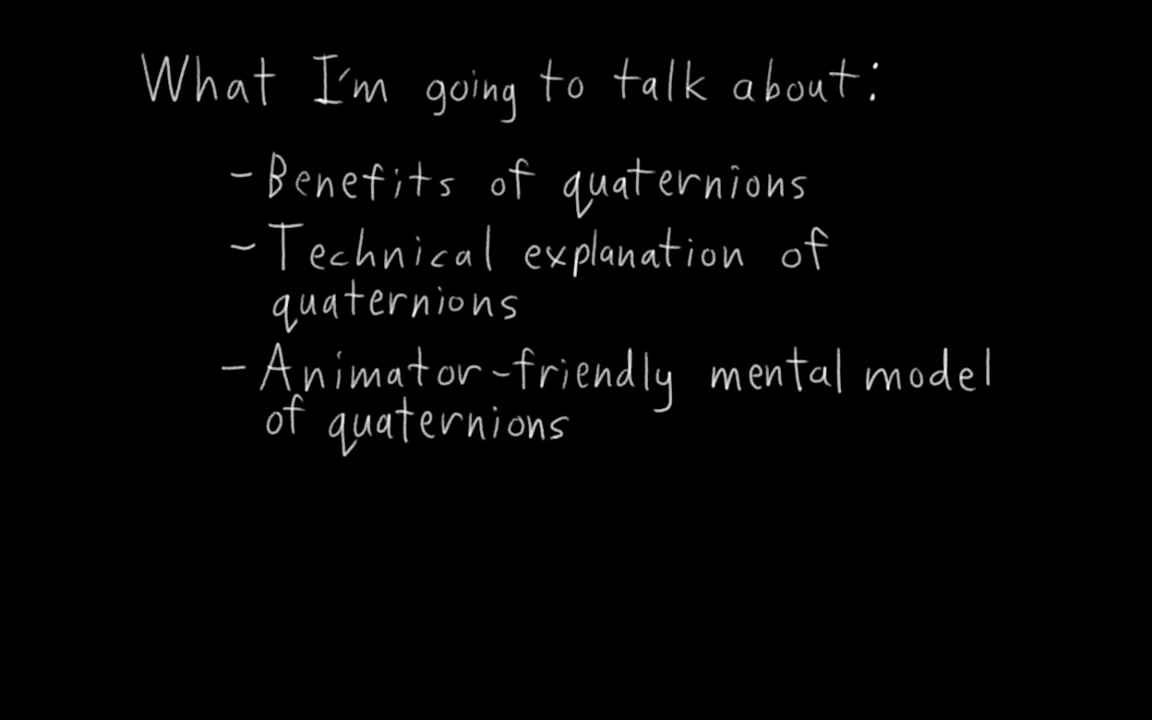 What I'm going to talk about:
- Benefits of quaternions
- Technical explanation of
quaternions
- Animator-friendly mental model
of quaternions